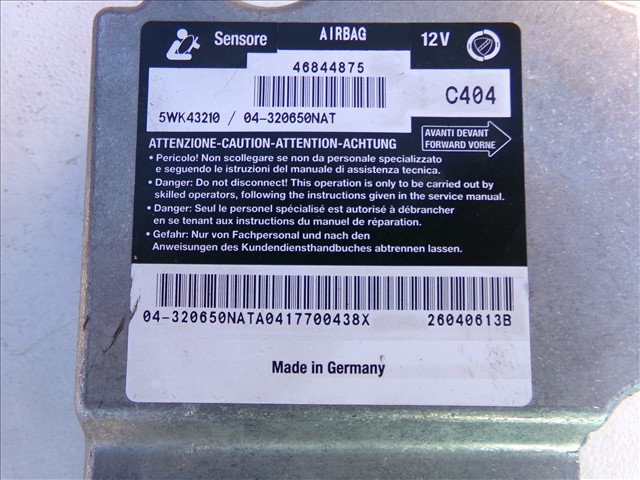 Sensore AIRBAG 12V
46844875
C404
5WK43210 / 04-320650NAT
AVANTI DEVANT
FORWARD VORNE
ATTENZIONE-CAUTION-ATTENTION-ACHTUNG
• Pericolo! Non scollegare se non da personale specializzato
e seguendo le istruzioni del manuale di assistenza tecnica.
• Danger: Do not disconnect! This operation is only to be carried out by
skilled operators, following the instructions given in the service manual.
• Danger: Seul le personel spécialisé est autorisé à débrancher
en se tenant aux instructions du manuel de réparation.
• Gefahr: Nur von Fachpersonal und nach den
Anweisungen des Kundendiensthandbuches abtrennen lassen.
04-320650NATA0417700438X 26040613B
Made in Germany